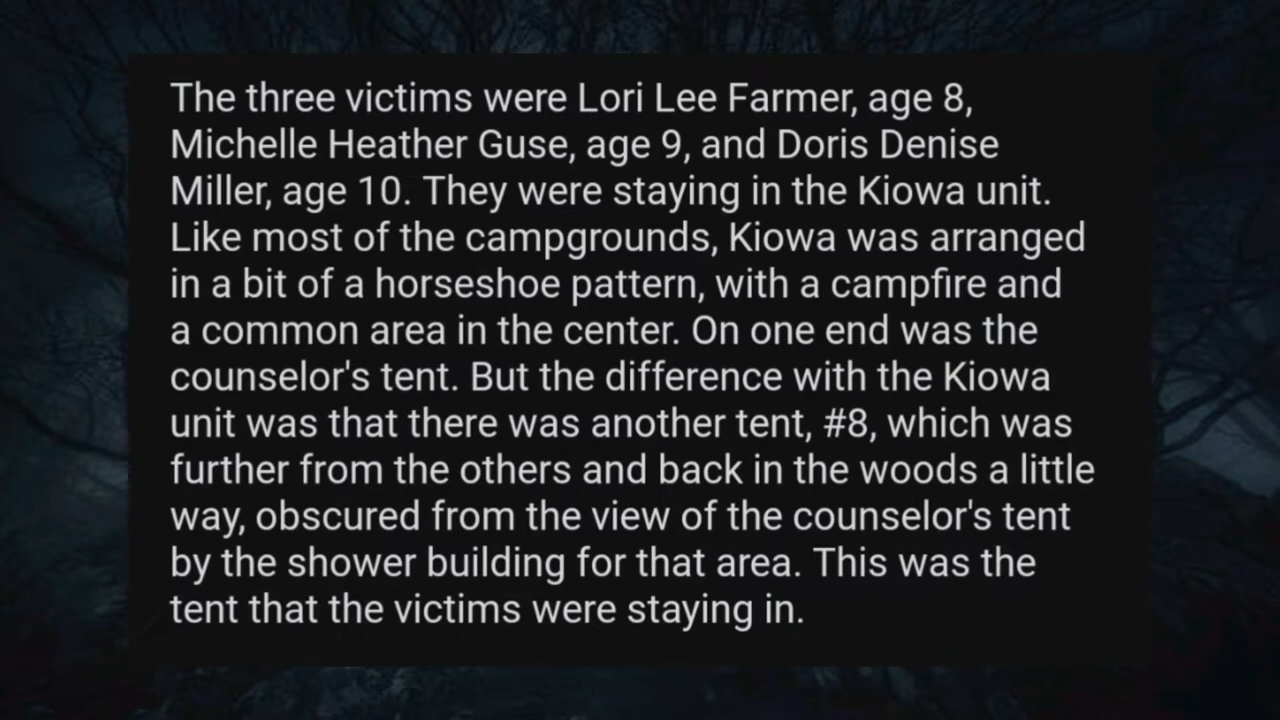 The three victims were Lori Lee Farmer, age 8,
Michelle Heather Guse, age 9, and Doris Denise
Miller, age 10. They were staying in the Kiowa unit.
Like most of the campgrounds, Kiowa was arranged
in a bit of a horseshoe pattern, with a campfire and
a common area in the center. On one end was the
counselor's tent. But the difference with the Kiowa
unit was that there was another tent, #8, which was
further from the others and back in the woods a little
way, obscured from the view of the counselor's tent
by the shower building for that area. This was the
tent that the victims were staying in.